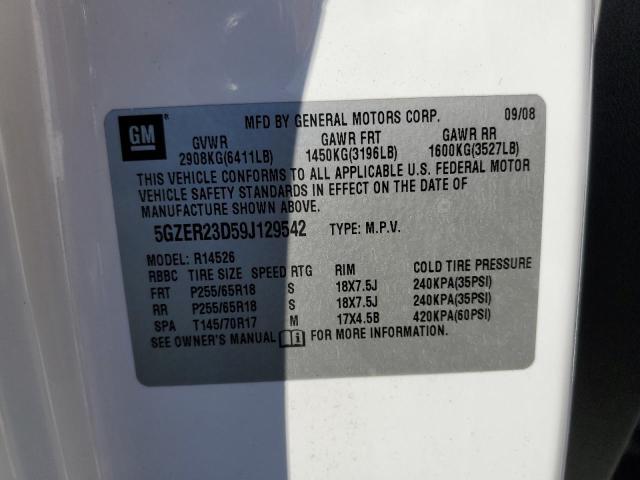 MFD BY GENERAL MOTORS CORP. 09/08
GM®
GVWR GAWR FRT GAWR RR
2908KG(6411LB) 1450KG(3196LB) 1600KG(3527LB)
THIS VEHICLE CONFORMS TO ALL APPLICABLE U.S. FEDERAL MOTOR
VEHICLE SAFETY STANDARDS IN EFFECT ON THE DATE OF
MANUFACTURE SHOWN ABOVE.
5GZER23D59J129542 TYPE: M.P.V.
MODEL: R14526
RBBC TIRE SIZE SPEED RTG RIM COLD TIRE PRESSURE
FRT P255/65R18 S 18X7.5J 240KPA(35PSI)
RR P255/65R18 S 18X7.5J 240KPA(35PSI)
SPA T145/70R17 M 17X4.5B 420KPA(60PSI)
SEE OWNER'S MANUAL i FOR MORE INFORMATION.